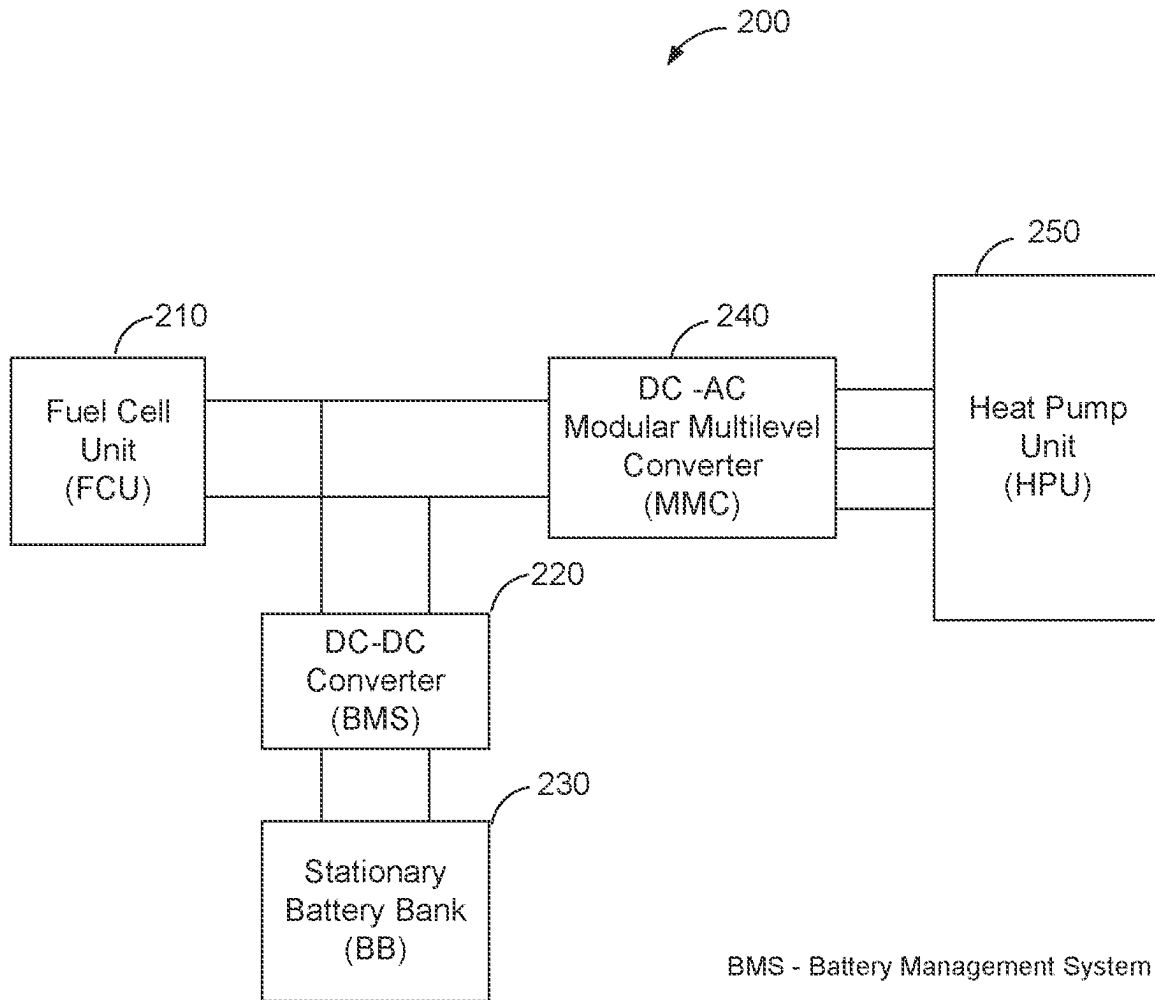 200
250
210
240
Fuel Cell
Unit
(FCU)
DC -AC
Modular Multilevel
Converter
(MMC)
Heat Pump
Unit
(HPU)
220
DC-DC
Converter
(BMS)
230
Stationary
Battery Bank
(BB)
BMS - Battery Management System